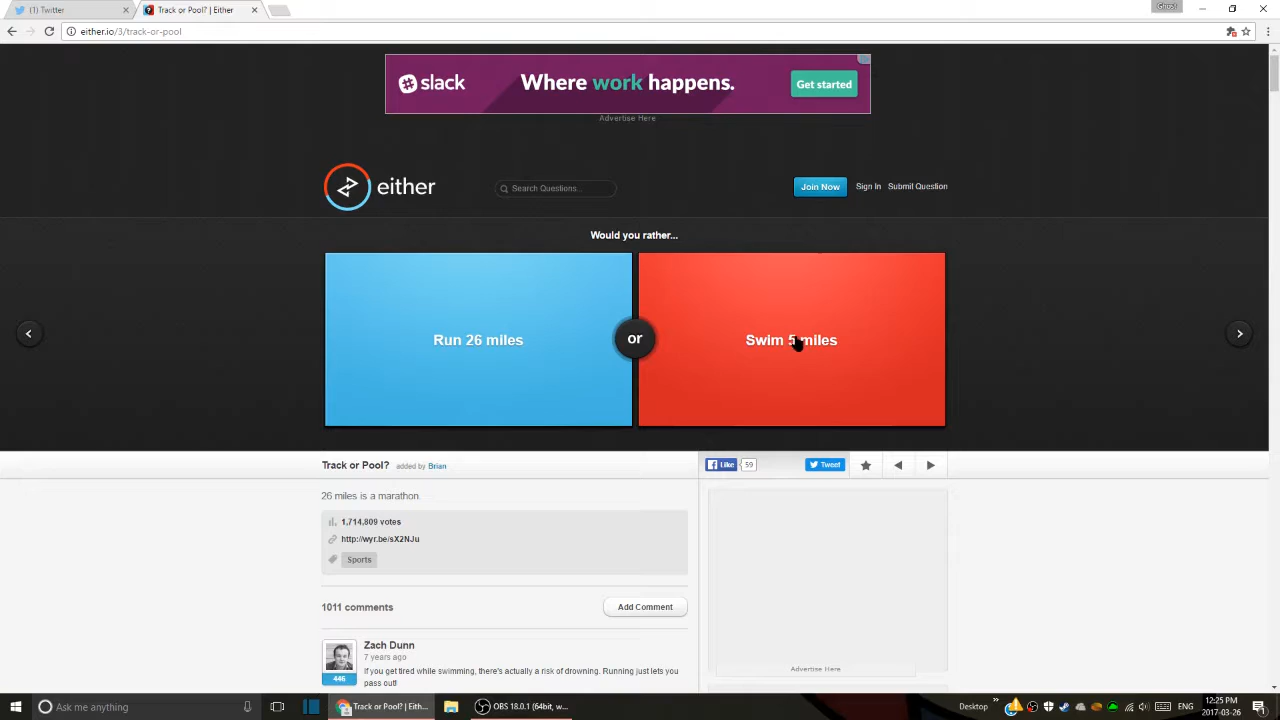 (1) Twitter
Track or Pool? | Either
Ghost
either.io/3/track-or-pool
slack
Where work happens.
Get started
Advertise Here
either
Search Questions...
Join Now
Sign In
Submit Question
Would you rather...
Run 26 miles
or
Swim 5 miles
Track or Pool?
added by Brian
Like
59
Tweet
26 miles is a marathon.
1,714,809 votes
http://wyr.be/sX2NJu
Sports
1011 comments
Add Comment
Zach Dunn
7 years ago
446
If you get tired while swimming, there's actually a risk of drowning. Running just lets you
pass out!
Advertise Here
Ask me anything
Track or Pool? | Eith...
OBS 18.0.1 (64bit, w...
Desktop
ENG
12:25 PM
2017-03-26